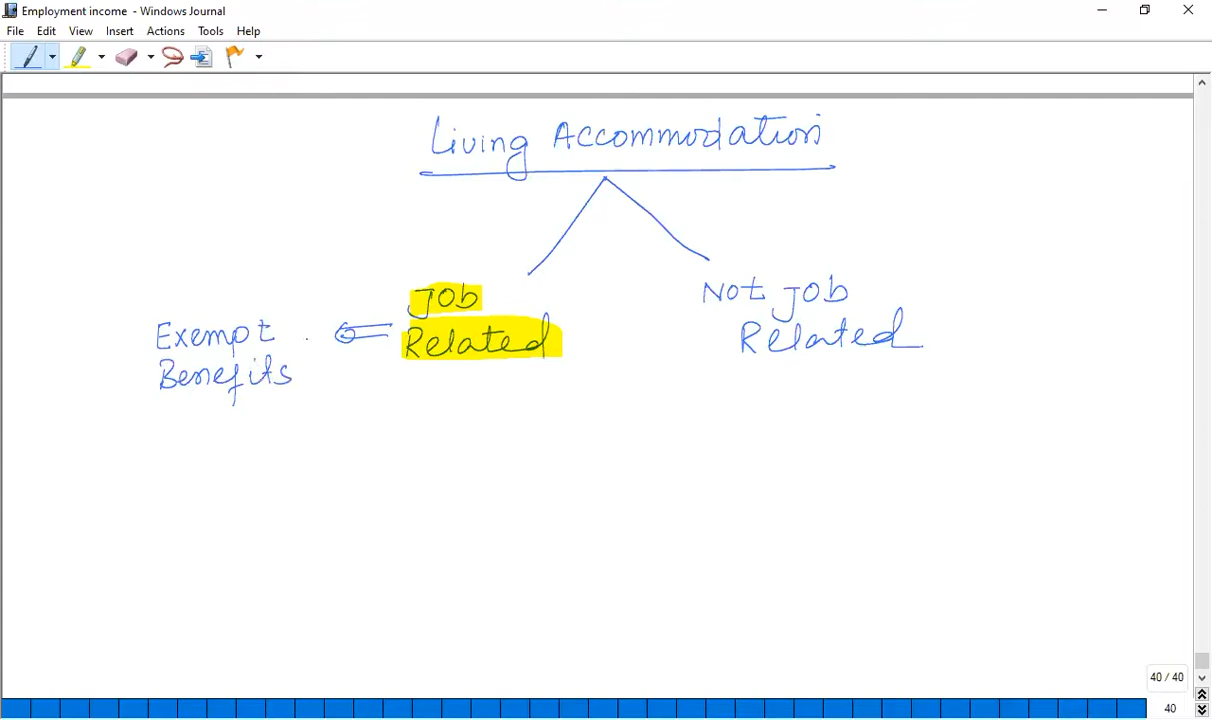 Employment income - Windows Journal
File Edit View Insert Actions Tools Help
Living Accommodation
Job
Related
Not Job
Related
Exempt
Benefits
40 / 40
40